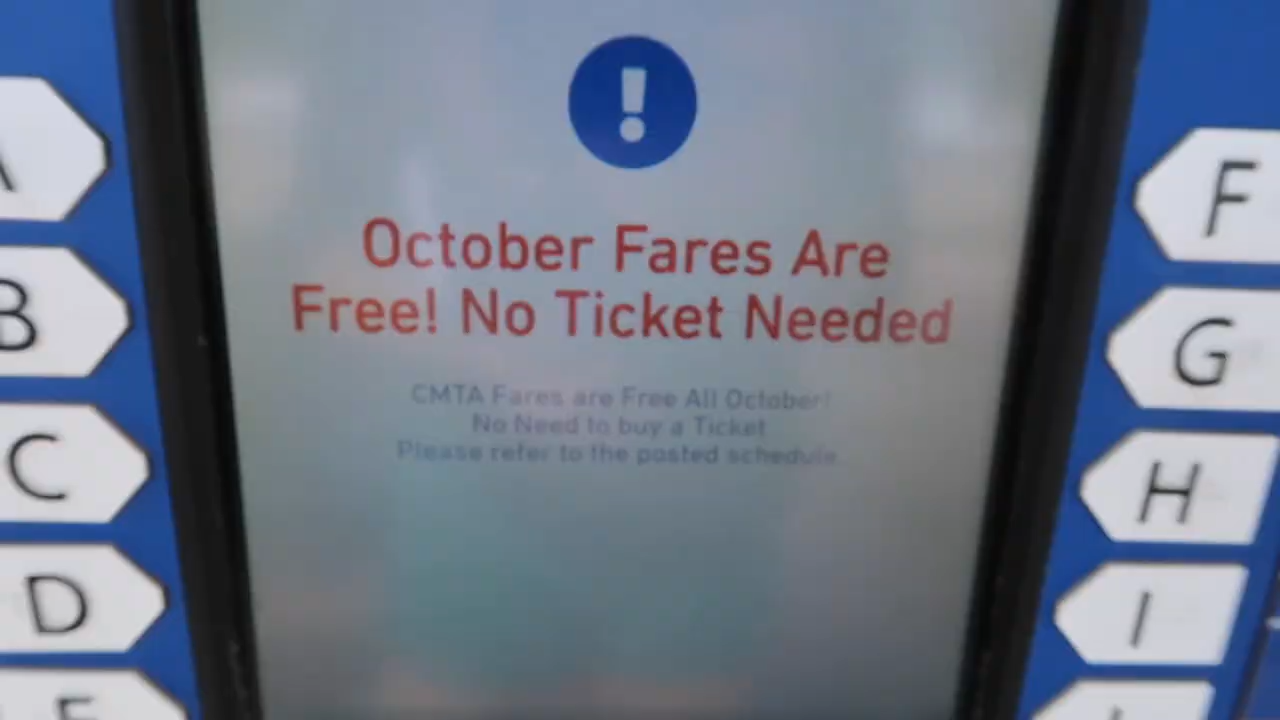 !
October Fares Are
Free! No Ticket Needed
CMTA Fares are Free All October!
No Need to buy a Ticket
Please refer to the posted schedule.
B
C
D
F
G
H
I